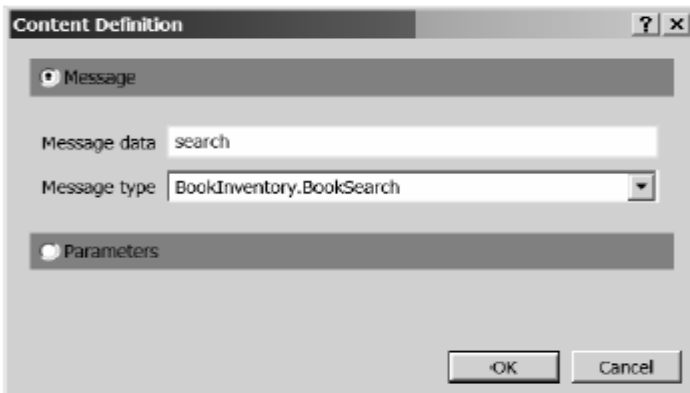 Content Definition
Message
Message data search
Message type BookInventory.BookSearch
Parameters
OK Cancel